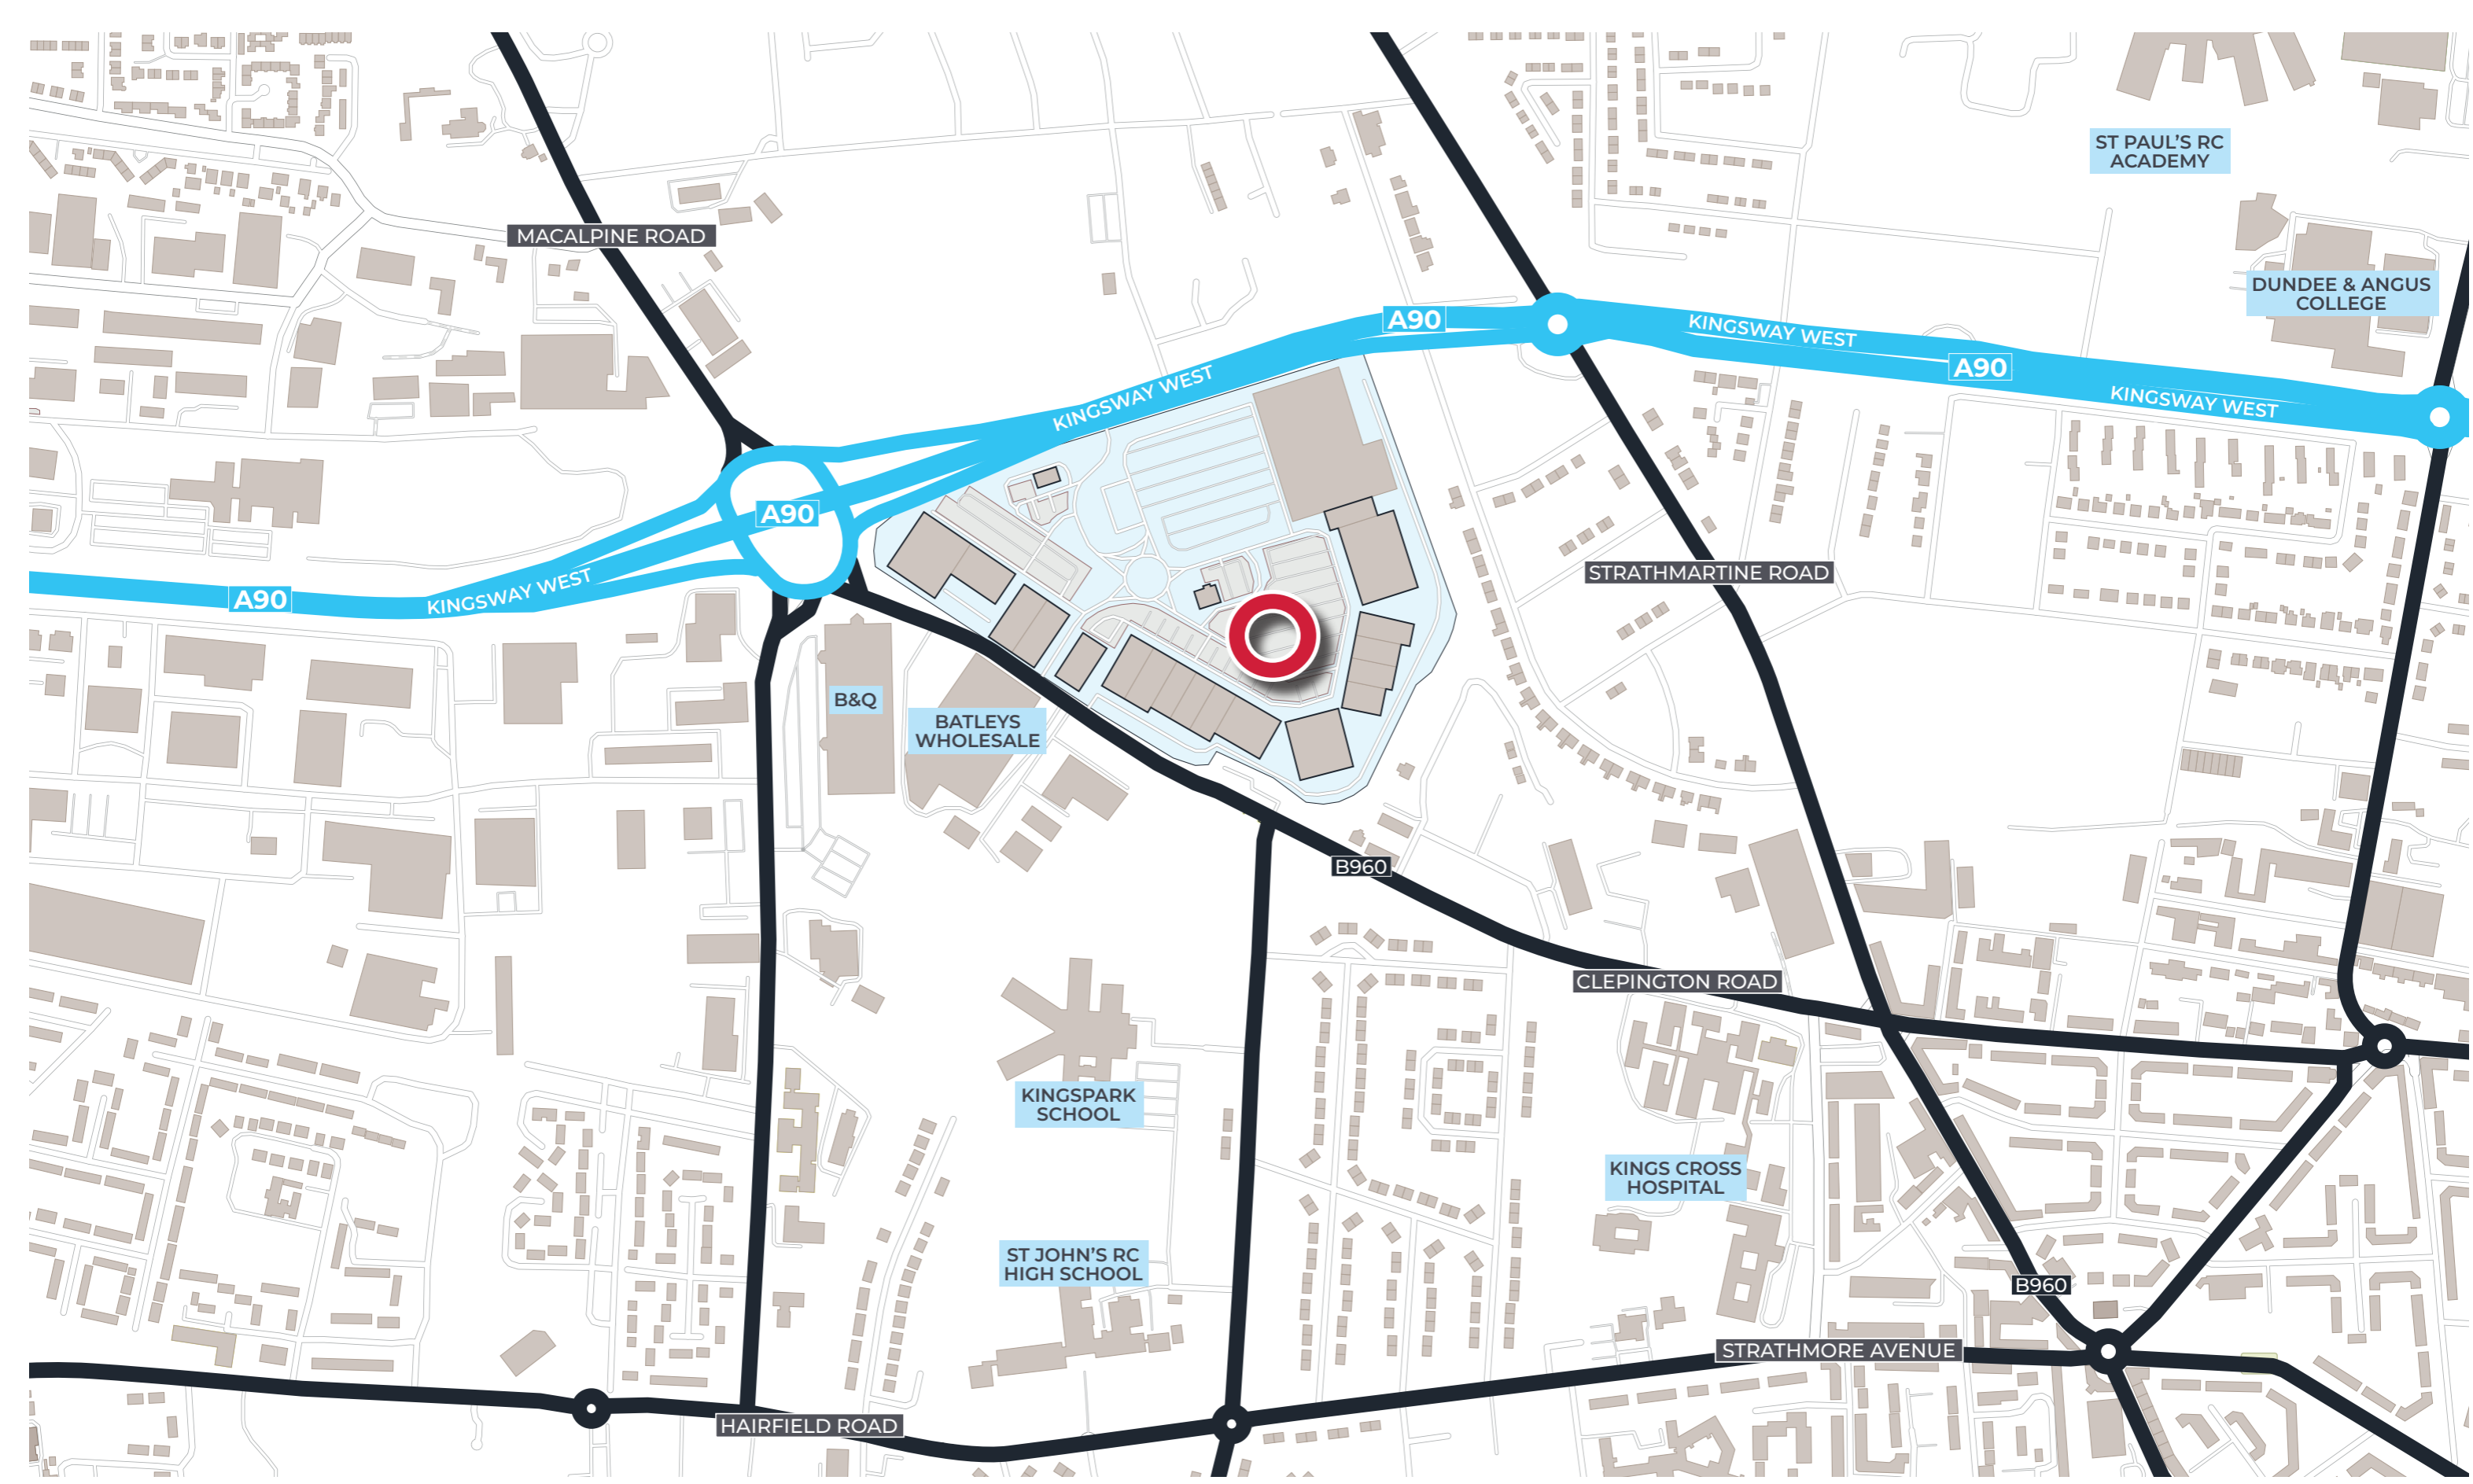 ST PAUL'S RC
ACADEMY
MACALPINE ROAD
DUNDEE & ANGUS
COLLEGE
A90
KINGSWAY WEST
A90
KINGSWAY WEST
KINGSWAY WEST
A90
STRATHMARTINE ROAD
KINGSWAY WEST
A90
B&Q
BATLEYS
WHOLESALE
B960
CLEPINGTON ROAD
KINGSPARK
SCHOOL
KINGS CROSS
HOSPITAL
ST JOHN'S RC
HIGH SCHOOL
B960
STRATHMORE AVENUE
HAIRFIELD ROAD